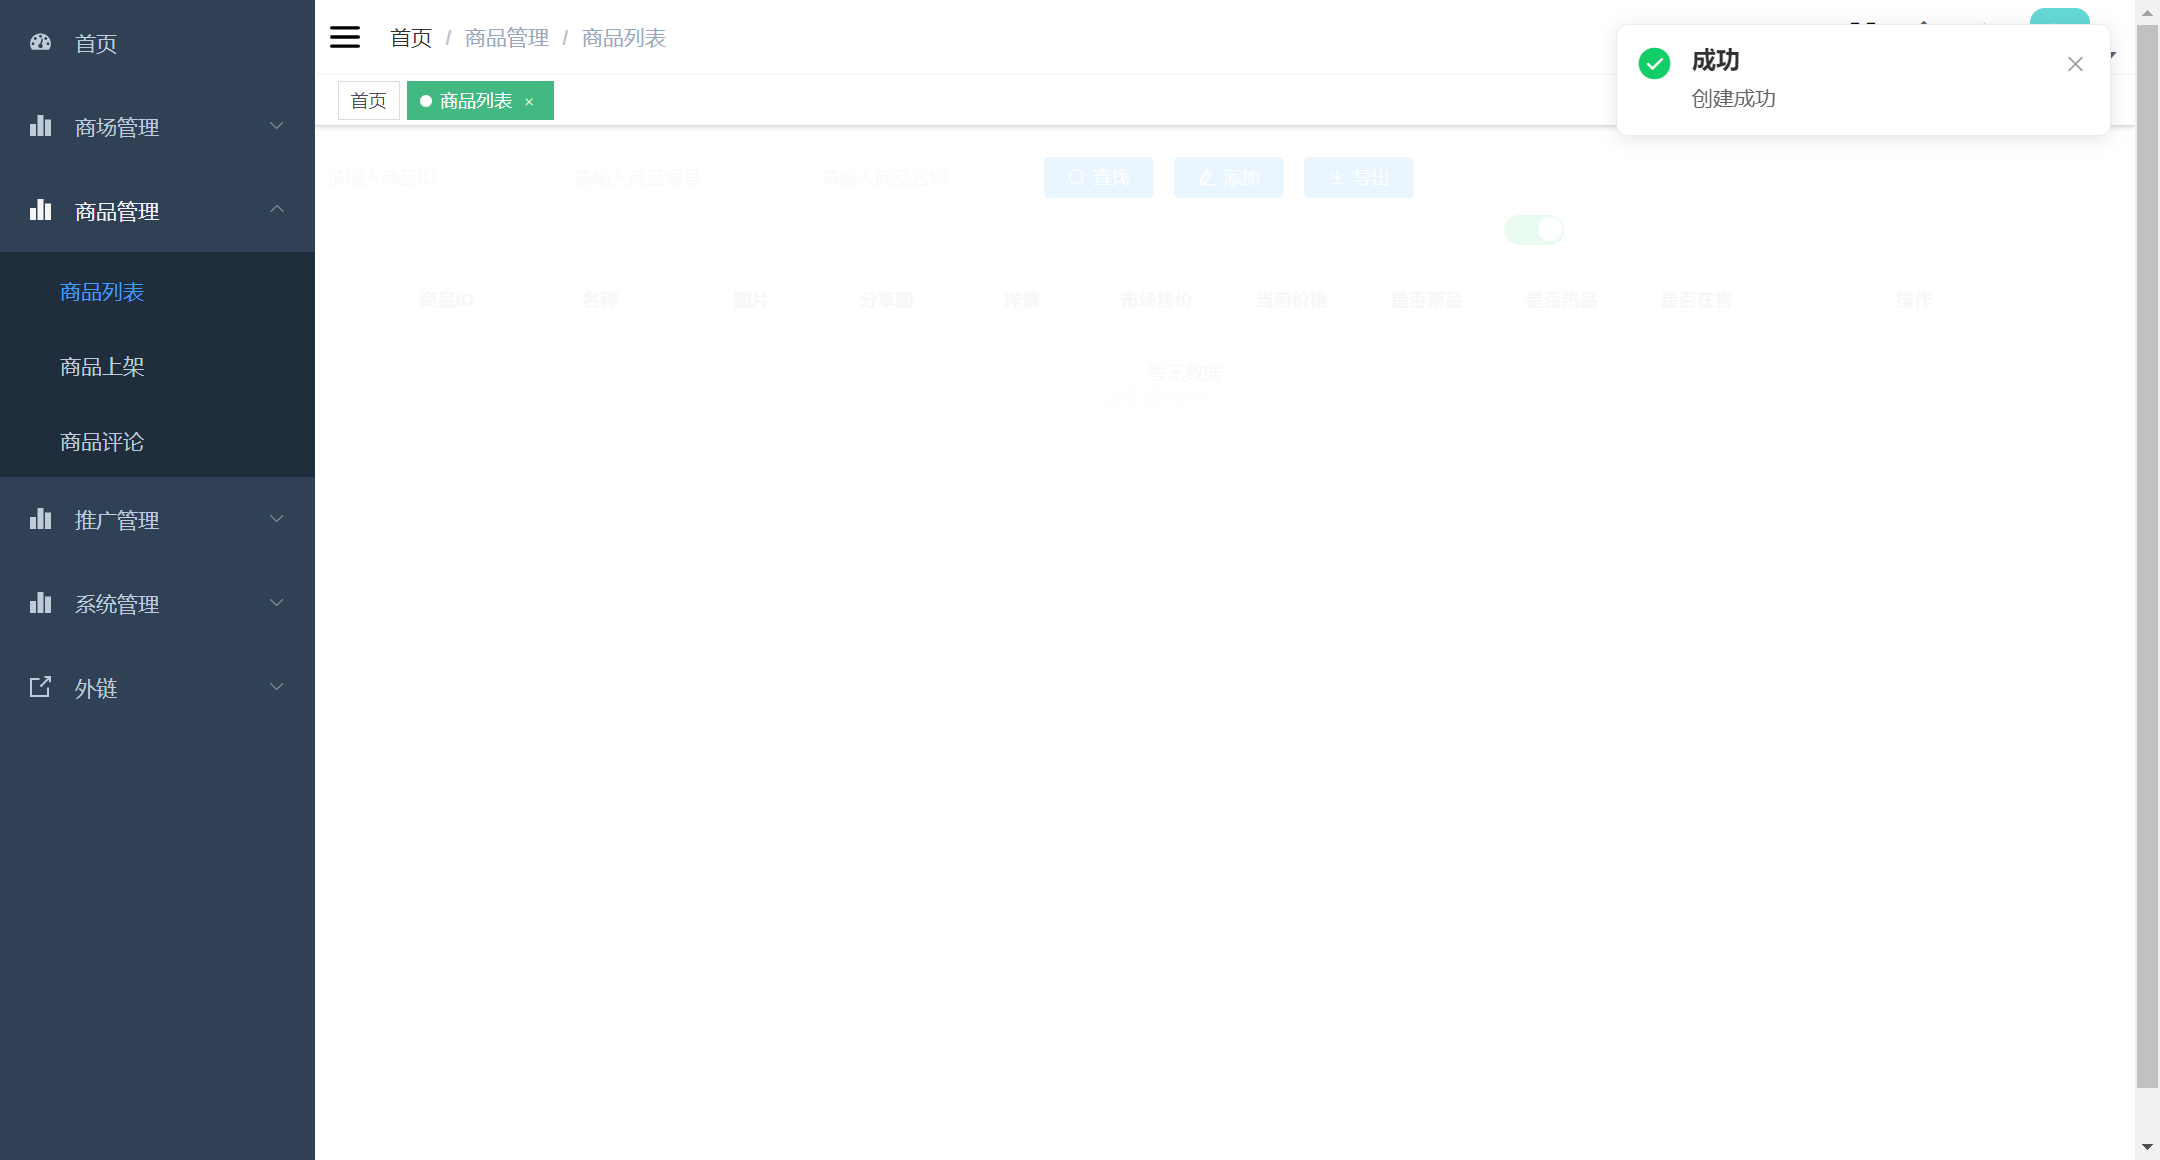 首页
商场管理
商品管理
商品列表
商品上架
商品评论
推广管理
系统管理
外链
首页 / 商品管理 / 商品列表
首页
商品列表 ×
成功
创建成功
请输入商品ID
请输入商品编号
请输入商品名称
查找
添加
导出
商品ID 名称 图片 分享图 详情 市场售价 当前价格 是否新品 是否热品 是否在售 操作
暂无数据